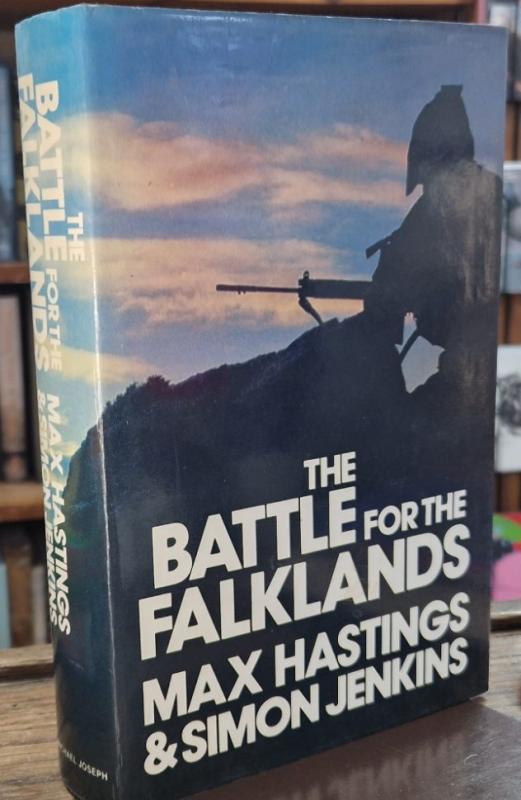 THE
BATTLE FOR THE
FALKLANDS
MAX HASTINGS
& SIMON JENKINS
THE
BATTLE FOR THE
FALKLANDS
MAX HASTINGS
& SIMON JENKINS
MICHAEL JOSEPH